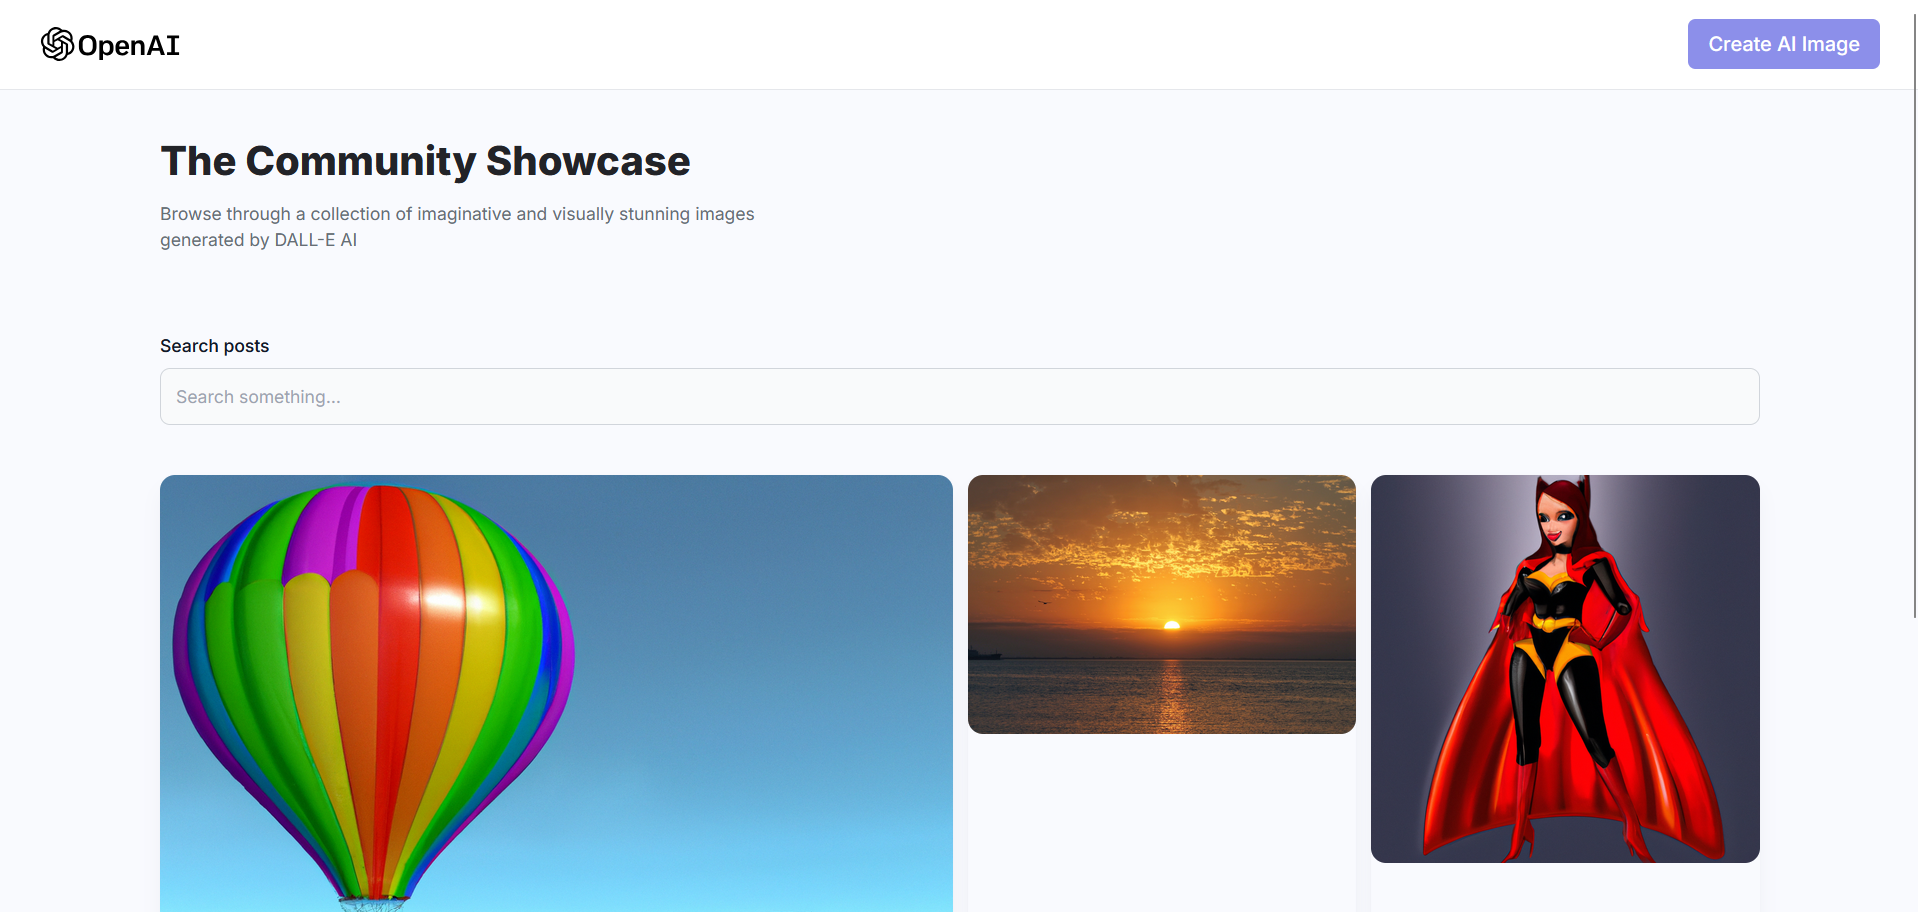 OpenAI
Create AI Image
The Community Showcase
Browse through a collection of imaginative and visually stunning images
generated by DALL-E AI
Search posts
Search something...